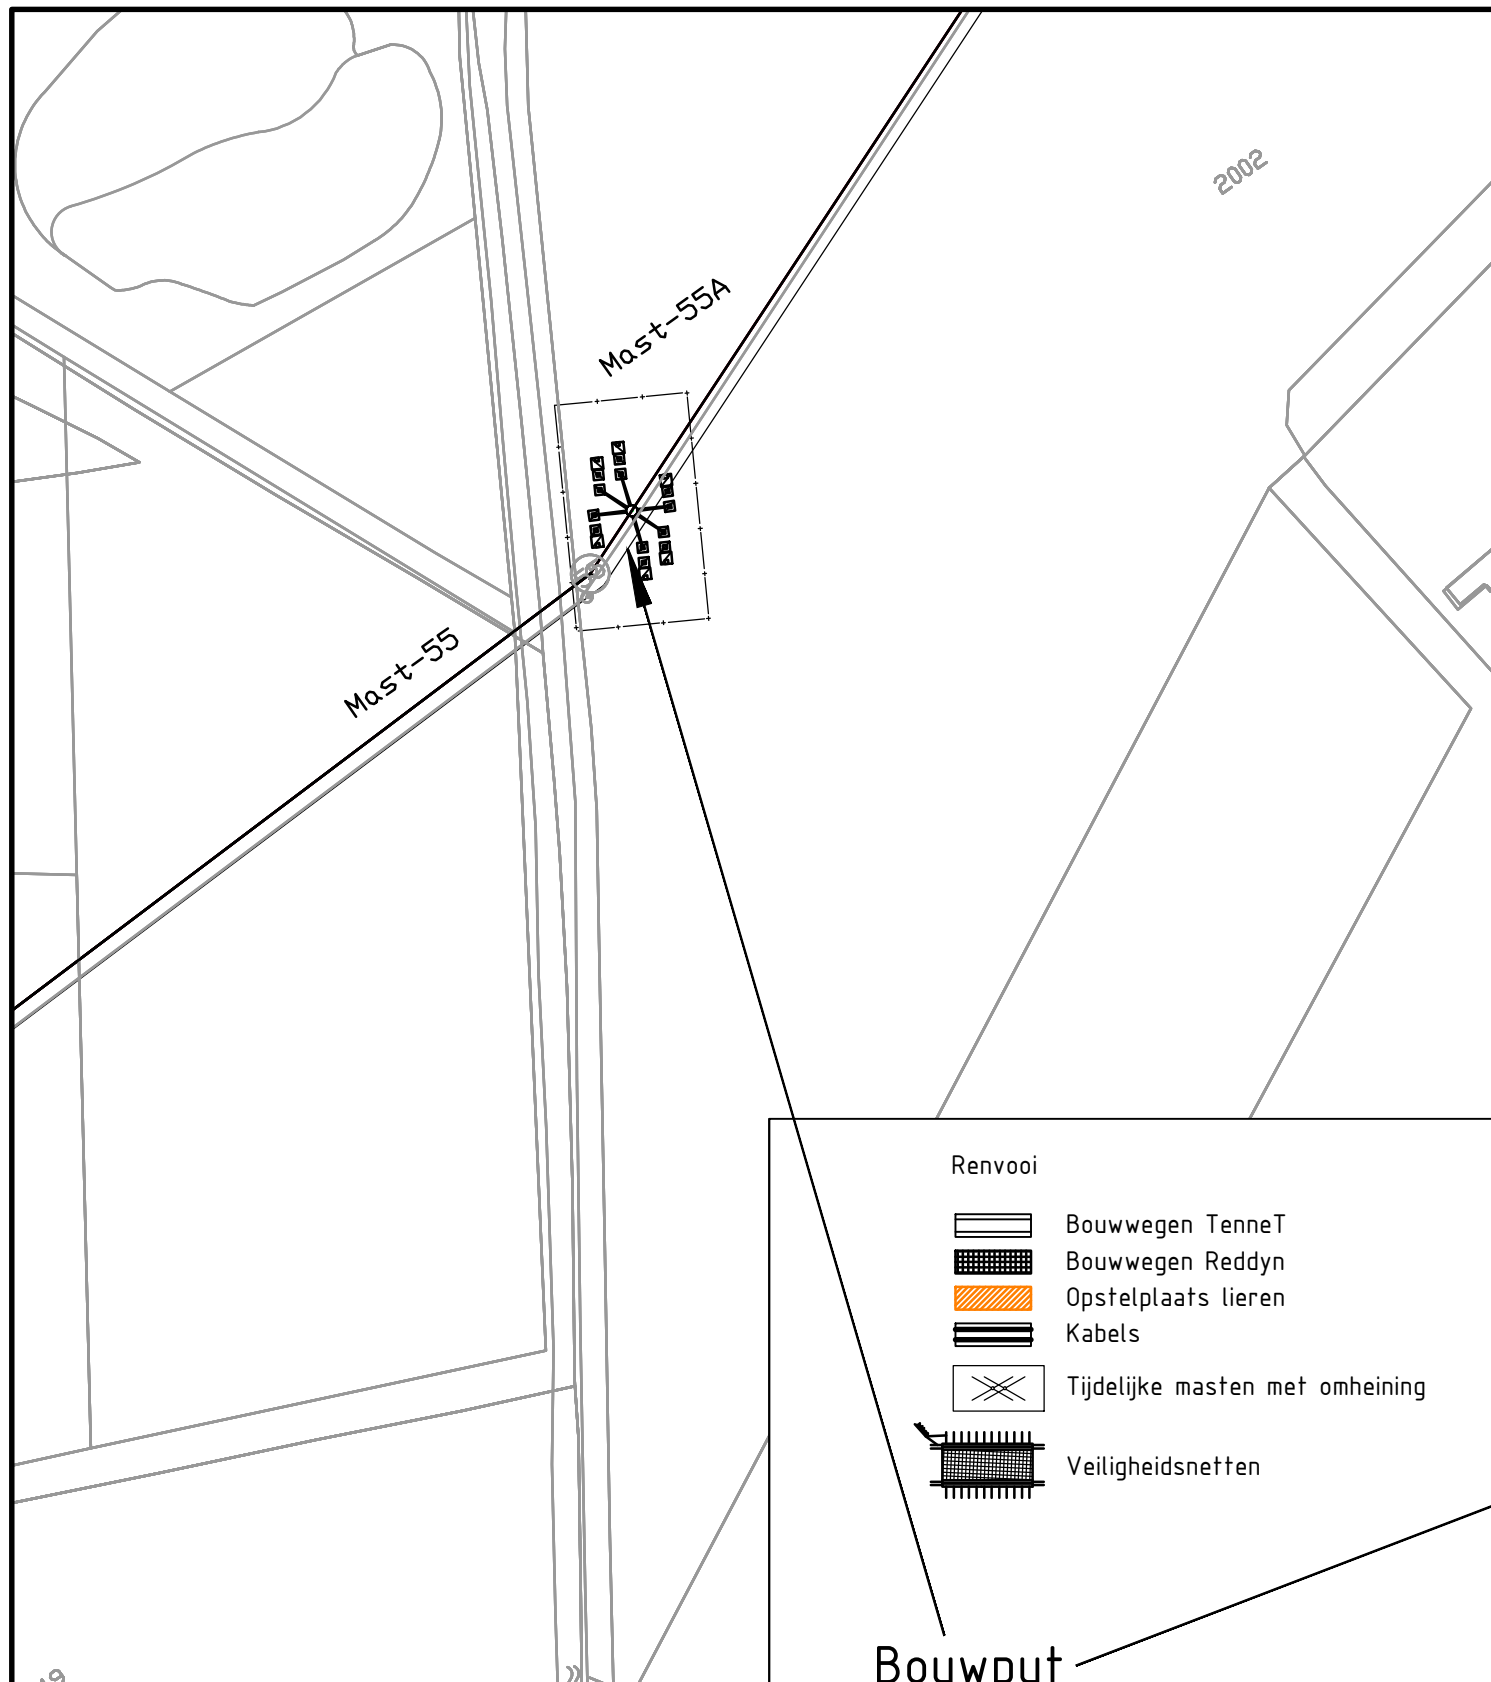 2002
Mast-55A
Mast-55
Renvooi
Bouwwegen TenneT
Bouwwegen Reddyn
Opstelplaats lieren
Kabels
Tijdelijke masten met omheining
Veiligheidsnetten
Bouwput